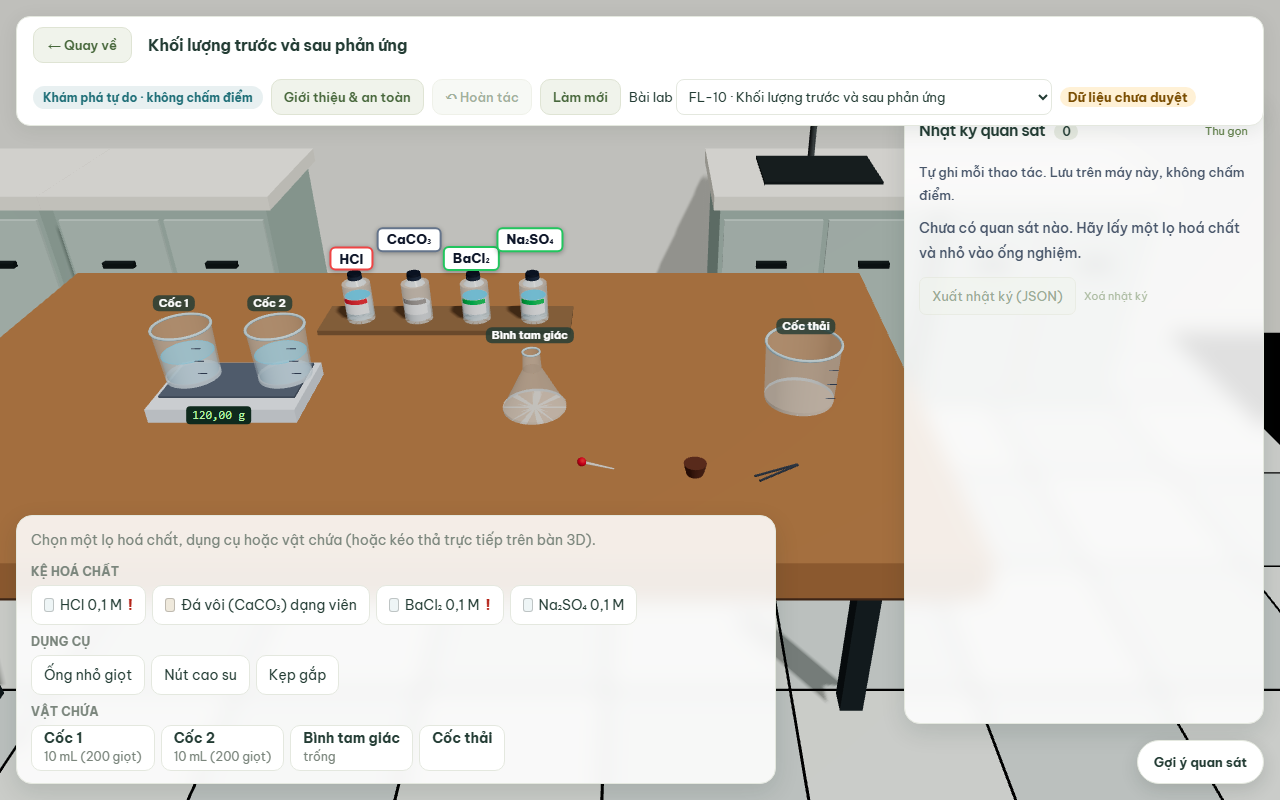 ← Quay về
Khối lượng trước và sau phản ứng
Khám phá tự do · không chấm điểm
Giới thiệu & an toàn
↶ Hoàn tác
Làm mới
Bài lab
FL-10 · Khối lượng trước và sau phản ứng
Dữ liệu chưa duyệt
Nhật ký quan sát 0
Thu gọn
Tự ghi mỗi thao tác. Lưu trên máy này, không chấm
điểm.
Chưa có quan sát nào. Hãy lấy một lọ hoá chất
và nhỏ vào ống nghiệm.
Xuất nhật ký (JSON)
Xoá nhật ký
HCl
CaCO₃
BaCl₂
Na₂SO₄
Cốc 1
Cốc 2
Bình tam giác
Cốc thải
120,00 g
Chọn một lọ hoá chất, dụng cụ hoặc vật chứa (hoặc kéo thả trực tiếp trên bàn 3D).
KỆ HOÁ CHẤT
HCl 0,1 M !
Đá vôi (CaCO₃) dạng viên
BaCl₂ 0,1 M !
Na₂SO₄ 0,1 M
DỤNG CỤ
Ống nhỏ giọt
Nút cao su
Kẹp gắp
VẬT CHỨA
Cốc 1
10 mL (200 giọt)
Cốc 2
10 mL (200 giọt)
Bình tam giác
trống
Cốc thải
Gợi ý quan sát